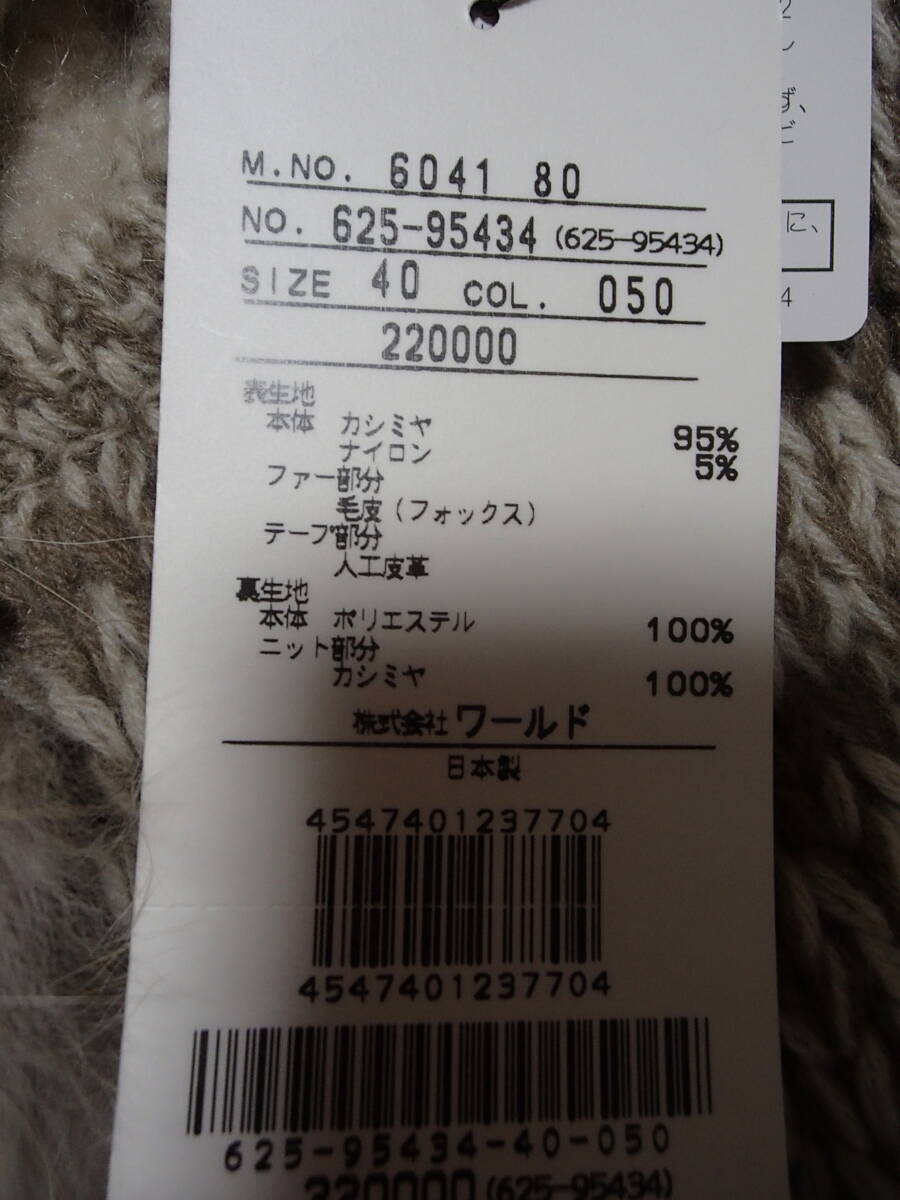 M.NO. 6041 80
NO. 625-95434 (625-95434)
SIZE 40 COL. 050
220000
表生地
本体 カシミヤ 95%
ナイロン 5%
ファー部分
毛皮(フォックス)
テープ部分
人工皮革
裏生地
本体 ポリエステル 100%
ニット部分
カシミヤ 100%
株式会社 ワールド
日本製
4547401237704
4547401237704
625-95434-40-050
220000 (625-95434)
ず、
に、
4